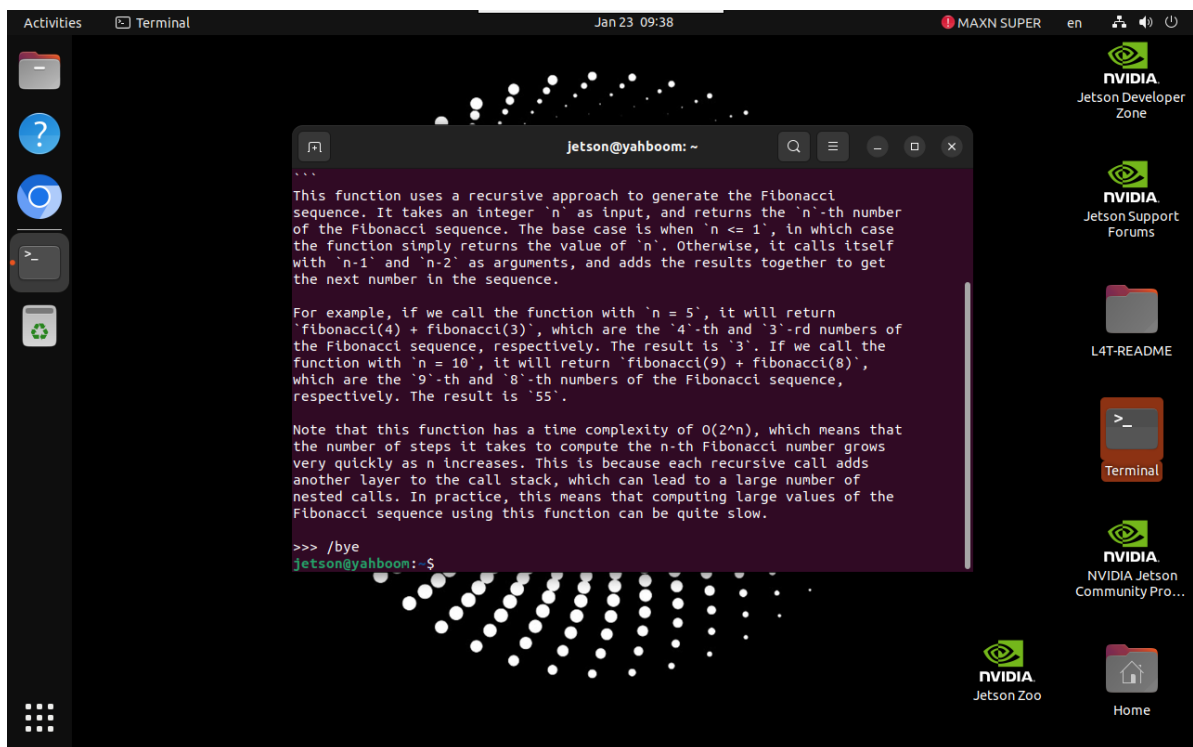 Activities
Terminal
Jan 23 09:38
MAXN SUPER
en
jetson@yahboom: ~
```
This function uses a recursive approach to generate the Fibonacci
sequence. It takes an integer `n` as input, and returns the `n`-th number
of the Fibonacci sequence. The base case is when `n <= 1`, in which case
the function simply returns the value of `n`. Otherwise, it calls itself
with `n-1` and `n-2` as arguments, and adds the results together to get
the next number in the sequence.
For example, if we call the function with `n = 5`, it will return
`fibonacci(4) + fibonacci(3)`, which are the `4`-th and `3`-rd numbers of
the Fibonacci sequence, respectively. The result is `3`. If we call the
function with `n = 10`, it will return `fibonacci(9) + fibonacci(8)`,
which are the `9`-th and `8`-th numbers of the Fibonacci sequence,
respectively. The result is `55`.
Note that this function has a time complexity of O(2^n), which means that
the number of steps it takes to compute the n-th Fibonacci number grows
very quickly as n increases. This is because each recursive call adds
another layer to the call stack, which can lead to a large number of
nested calls. In practice, this means that computing large values of the
Fibonacci sequence using this function can be quite slow.
>>> /bye
jetson@yahboom:~$
NVIDIA.
Jetson Developer
Zone
NVIDIA.
Jetson Support
Forums
L4T-README
>_
Terminal
NVIDIA.
NVIDIA Jetson
Community Pro...
NVIDIA.
Jetson Zoo
Home